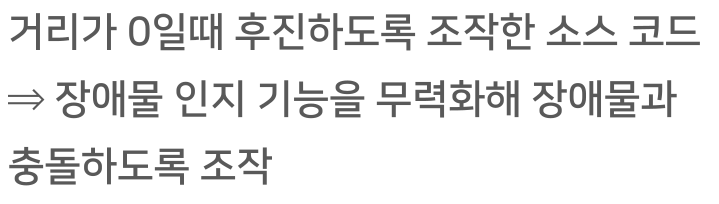 거리가 0일때 후진하도록 조작한 소스 코드
⇒ 장애물 인지 기능을 무력화해 장애물과
충돌하도록 조작